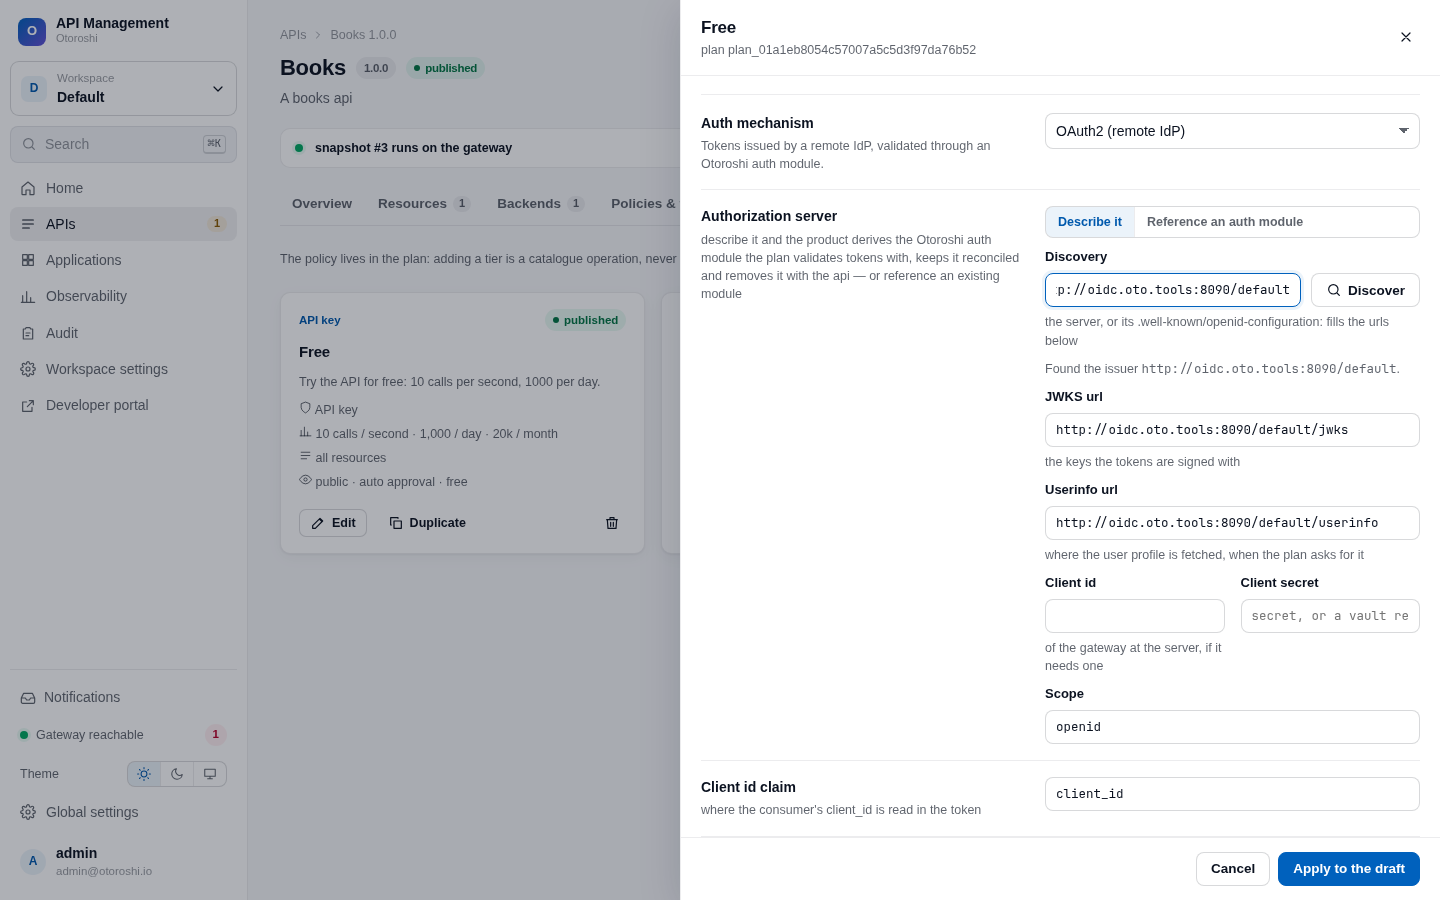 O
API Management
Otoroshi
D
Workspace
Default
Search
⌘K
Home
APIs
1
Applications
Observability
Audit
Workspace settings
Developer portal
Notifications
Gateway reachable
1
Theme
Global settings
A
admin
admin@otoroshi.io
APIs
Books 1.0.0
Books
1.0.0
published
A books api
snapshot #3 runs on the gateway
Overview
Resources 1
Backends 1
Policies &
The policy lives in the plan: adding a tier is a catalogue operation, never
API key
published
Free
Try the API for free: 10 calls per second, 1000 per day.
API key
10 calls / second · 1,000 / day · 20k / month
all resources
public · auto approval · free
Edit
Duplicate
Free
plan plan_01a1eb8054c57007a5c5d3f97da76b52
Auth mechanism
Tokens issued by a remote IdP, validated through an
Otoroshi auth module.
OAuth2 (remote IdP)
Authorization server
describe it and the product derives the Otoroshi auth
module the plan validates tokens with, keeps it reconciled
and removes it with the api — or reference an existing
module
Describe it
Reference an auth module
Discovery
p://oidc.oto.tools:8090/default
Discover
the server, or its .well-known/openid-configuration: fills the urls
below
Found the issuer http://oidc.oto.tools:8090/default.
JWKS url
http://oidc.oto.tools:8090/default/jwks
the keys the tokens are signed with
Userinfo url
http://oidc.oto.tools:8090/default/userinfo
where the user profile is fetched, when the plan asks for it
Client id
Client secret
secret, or a vault re
of the gateway at the server, if it
needs one
Scope
openid
Client id claim
where the consumer's client_id is read in the token
client_id
Cancel
Apply to the draft